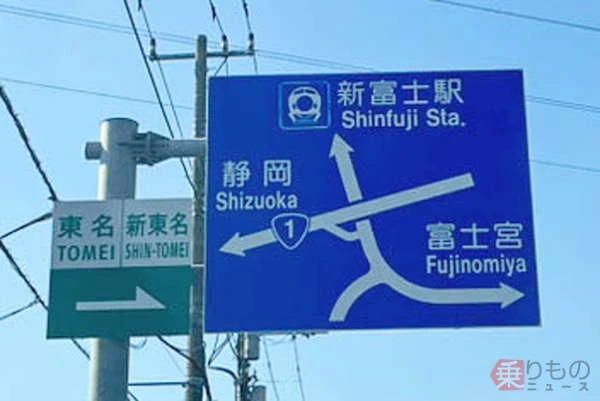 新富士駅
Shinfuji Sta.
静岡
Shizuoka
1
富士宮
Fujinomiya
東名
TOMEI
新東名
SHIN-TOMEI
乗りもの
ニュース